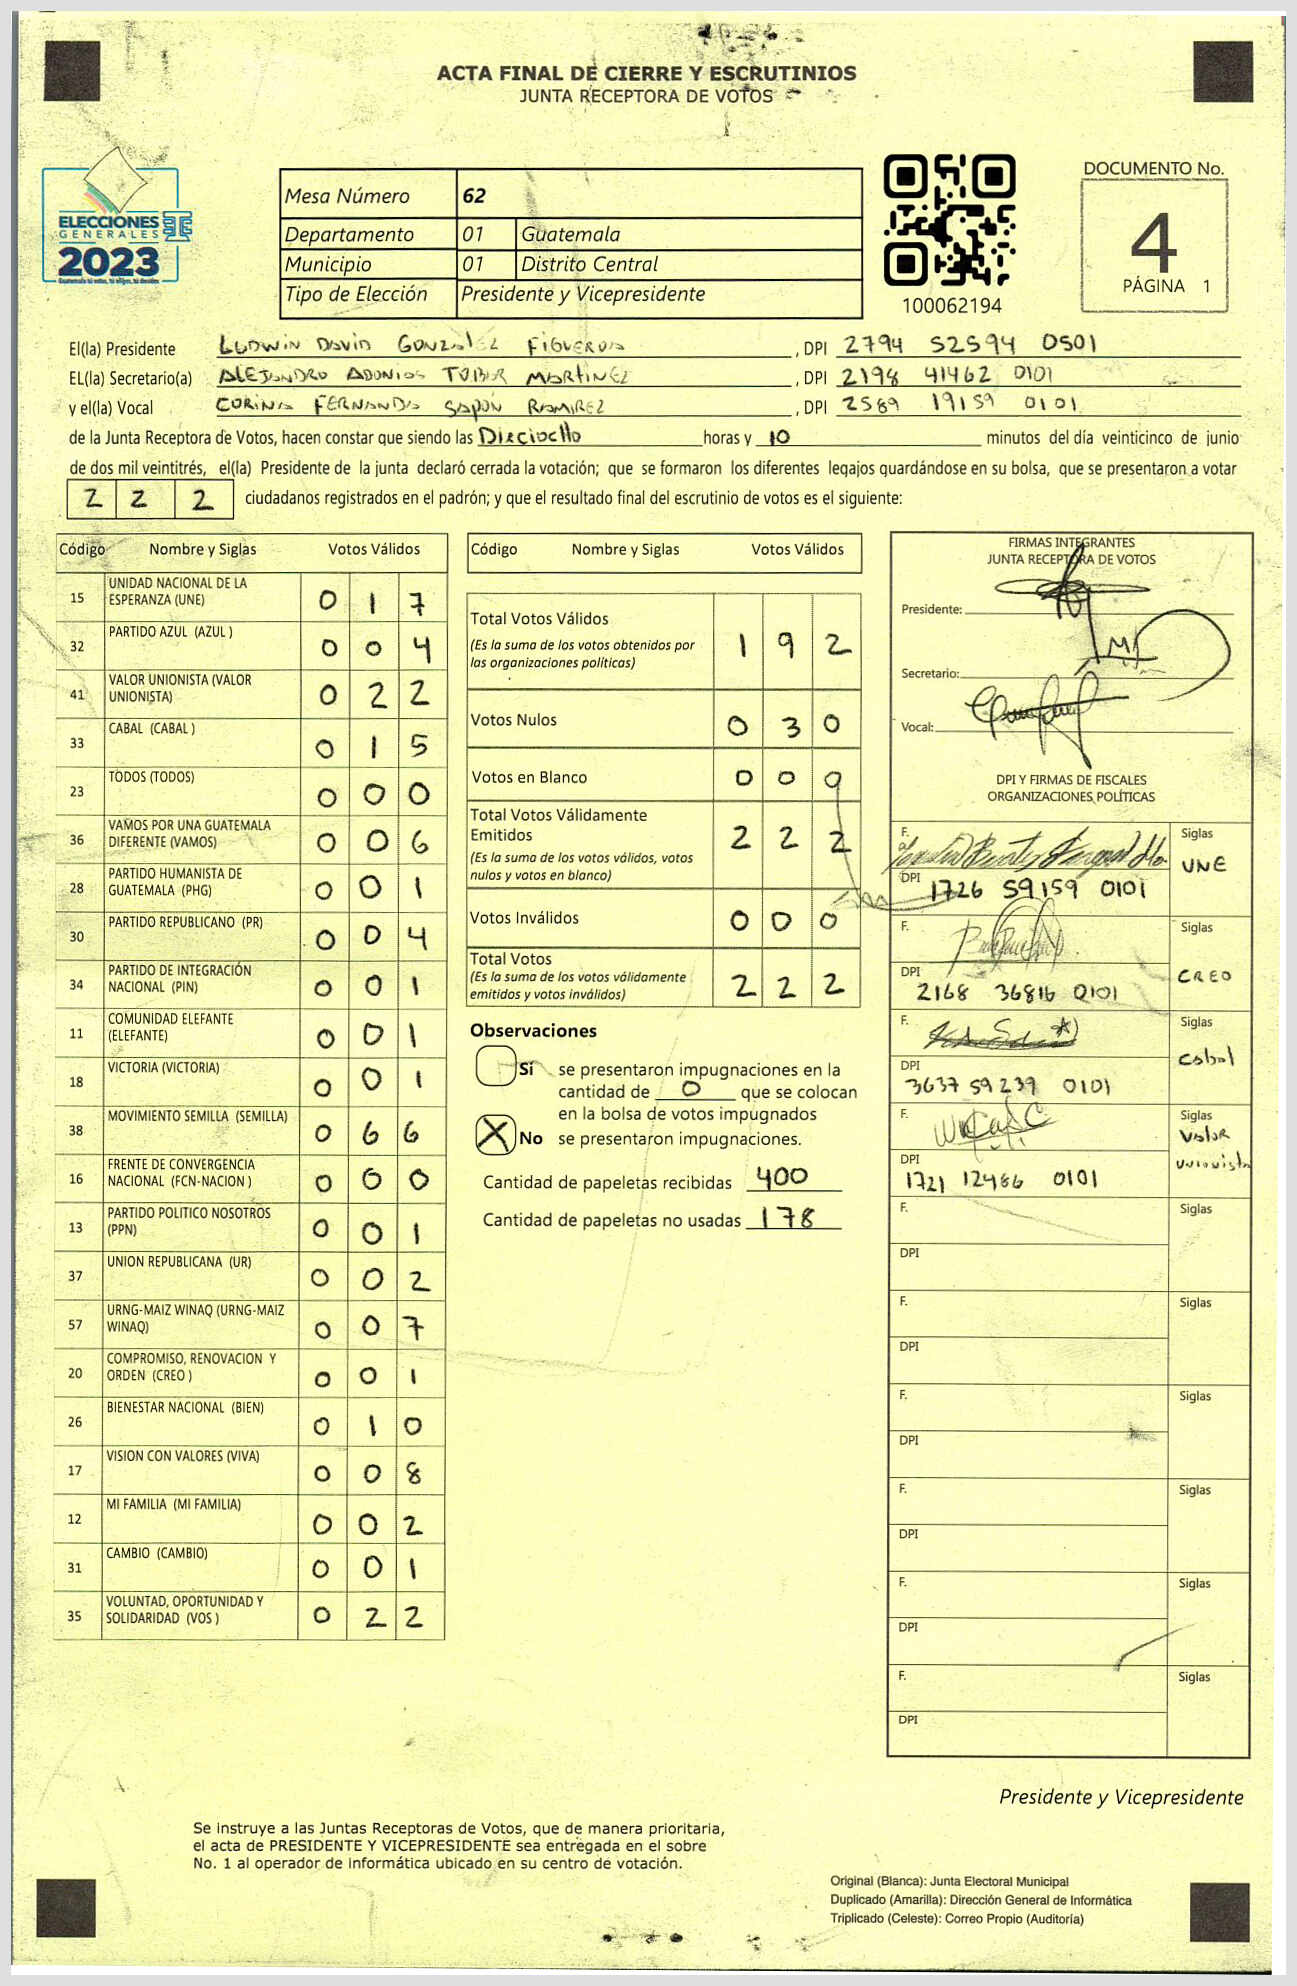 ACTA FINAL DE CIERRE Y ESCRUTINIOS
JUNTA RECEPTORA DE VOTOS
ELECCIONES
GENERALES
2023
Mesa Número 62
Departamento 01 Guatemala
Municipio 01 Distrito Central
Tipo de Elección Presidente y Vicepresidente
100062194
DOCUMENTO No.
4
PÁGINA 1
El(la) Presidente LUDWIN DAVID GONZALEZ FIGUEROA, DPI 2794 52594 0501
EL(la) Secretario(a) ALEJANDRO ADONIAS TOBAR MARTINEZ, DPI 2198 41462 0101
y el(la) Vocal CORINA FERNANDA SAPÓN RAMIREZ, DPI 2589 19159 0101
de la Junta Receptora de Votos, hacen constar que siendo las Dieciocho horas y 10 minutos del día veinticinco de junio
de dos mil veintitrés, el(la) Presidente de la junta declaró cerrada la votación; que se formaron los diferentes legajos guardándose en su bolsa, que se presentaron a votar
2 2 2 ciudadanos registrados en el padrón; y que el resultado final del escrutinio de votos es el siguiente:
Código Nombre y Siglas Votos Válidos
15 UNIDAD NACIONAL DE LA ESPERANZA (UNE) 0 1 7
32 PARTIDO AZUL (AZUL ) 0 0 4
41 VALOR UNIONISTA (VALOR UNIONISTA) 0 2 2
33 CABAL (CABAL ) 0 1 5
23 TODOS (TODOS) 0 0 0
36 VAMOS POR UNA GUATEMALA DIFERENTE (VAMOS) 0 0 6
28 PARTIDO HUMANISTA DE GUATEMALA (PHG) 0 0 1
30 PARTIDO REPUBLICANO (PR) 0 0 4
34 PARTIDO DE INTEGRACIÓN NACIONAL (PIN) 0 0 1
11 COMUNIDAD ELEFANTE (ELEFANTE) 0 0 1
18 VICTORIA (VICTORIA) 0 0 1
38 MOVIMIENTO SEMILLA (SEMILLA) 0 6 6
16 FRENTE DE CONVERGENCIA NACIONAL (FCN-NACION ) 0 0 0
13 PARTIDO POLITICO NOSOTROS (PPN) 0 0 1
37 UNION REPUBLICANA (UR) 0 0 2
57 URNG-MAIZ WINAQ (URNG-MAIZ WINAQ) 0 0 7
20 COMPROMISO, RENOVACION Y ORDEN (CREO ) 0 0 1
26 BIENESTAR NACIONAL (BIEN) 0 1 0
17 VISION CON VALORES (VIVA) 0 0 8
12 MI FAMILIA (MI FAMILIA) 0 0 2
31 CAMBIO (CAMBIO) 0 0 1
35 VOLUNTAD, OPORTUNIDAD Y SOLIDARIDAD (VOS ) 0 2 2
Código Nombre y Siglas Votos Válidos
Total Votos Válidos 1 9 2
(Es la suma de los votos obtenidos por
las organizaciones políticas)
Votos Nulos 0 3 0
Votos en Blanco 0 0 0
Total Votos Válidamente
Emitidos 2 2 2
(Es la suma de los votos válidos, votos
nulos y votos en blanco)
Votos Inválidos 0 0 0
Total Votos
(Es la suma de los votos válidamente
emitidos y votos inválidos) 2 2 2
Observaciones
Sí se presentaron impugnaciones en la
cantidad de 0 que se colocan
en la bolsa de votos impugnados
X No se presentaron impugnaciones.
Cantidad de papeletas recibidas 400
Cantidad de papeletas no usadas 178
FIRMAS INTEGRANTES
JUNTA RECEPTORA DE VOTOS
Presidente:
Secretario:
Vocal:
DPI Y FIRMAS DE FISCALES
ORGANIZACIONES POLÍTICAS
F. Siglas UNE
DPI 1726 59159 0101
F. Siglas CREO
DPI 2168 36816 0101
F. Siglas Cabal
DPI 3637 59239 0101
F. Siglas Valor Unionista
DPI 1721 12486 0101
F. Siglas
DPI
F. Siglas
DPI
F. Siglas
DPI
F. Siglas
DPI
F. Siglas
DPI
F. Siglas
DPI
Presidente y Vicepresidente
Se instruye a las Juntas Receptoras de Votos, que de manera prioritaria,
el acta de PRESIDENTE Y VICEPRESIDENTE sea entregada en el sobre
No. 1 al operador de informática ubicado en su centro de votación.
Original (Blanca): Junta Electoral Municipal
Duplicado (Amarilla): Dirección General de Informática
Triplicado (Celeste): Correo Propio (Auditoría)